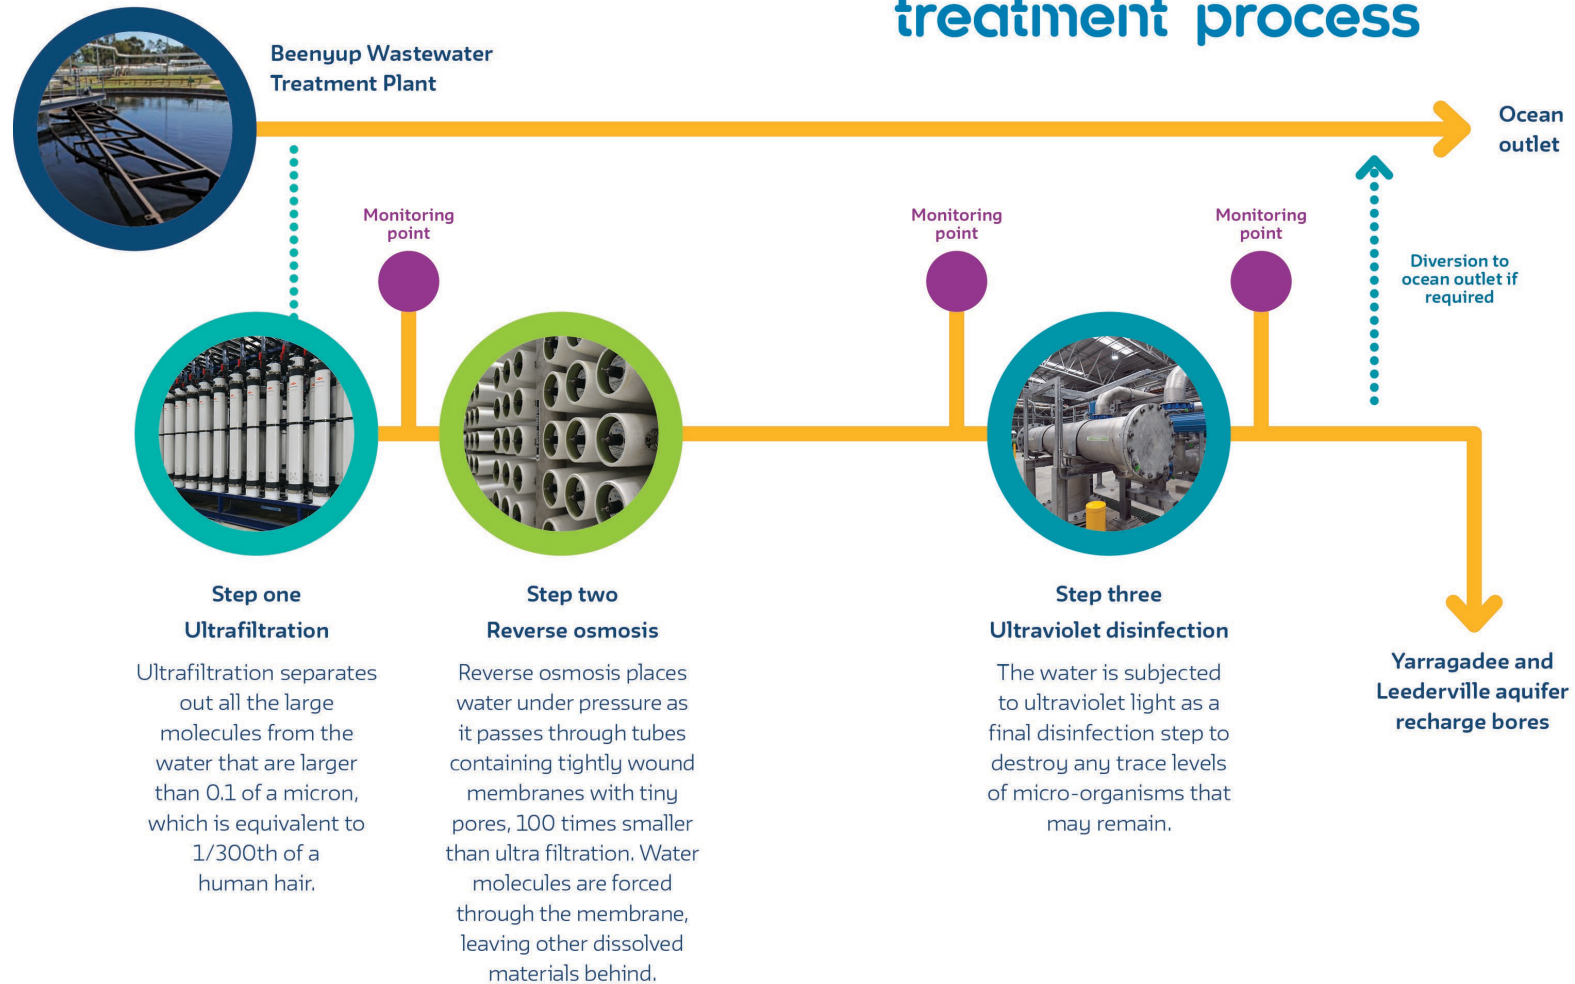 treatment process
Beenyup Wastewater
Treatment Plant
Ocean
outlet
Monitoring
point
Monitoring
point
Monitoring
point
Diversion to
ocean outlet if
required
Step one
Ultrafiltration
Ultrafiltration separates
out all the large
molecules from the
water that are larger
than 0.1 of a micron,
which is equivalent to
1/300th of a
human hair.
Step two
Reverse osmosis
Reverse osmosis places
water under pressure as
it passes through tubes
containing tightly wound
membranes with tiny
pores, 100 times smaller
than ultra filtration. Water
molecules are forced
through the membrane,
leaving other dissolved
materials behind.
Step three
Ultraviolet disinfection
The water is subjected
to ultraviolet light as a
final disinfection step to
destroy any trace levels
of micro-organisms that
may remain.
Yarragadee and
Leederville aquifer
recharge bores